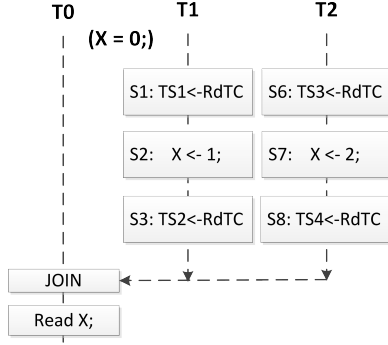 T0 T1 T2
(X = 0;)
S1: TS1<-RdTC S6: TS3<-RdTC
S2: X <- 1; S7: X <- 2;
S3: TS2<-RdTC S8: TS4<-RdTC
JOIN
Read X;